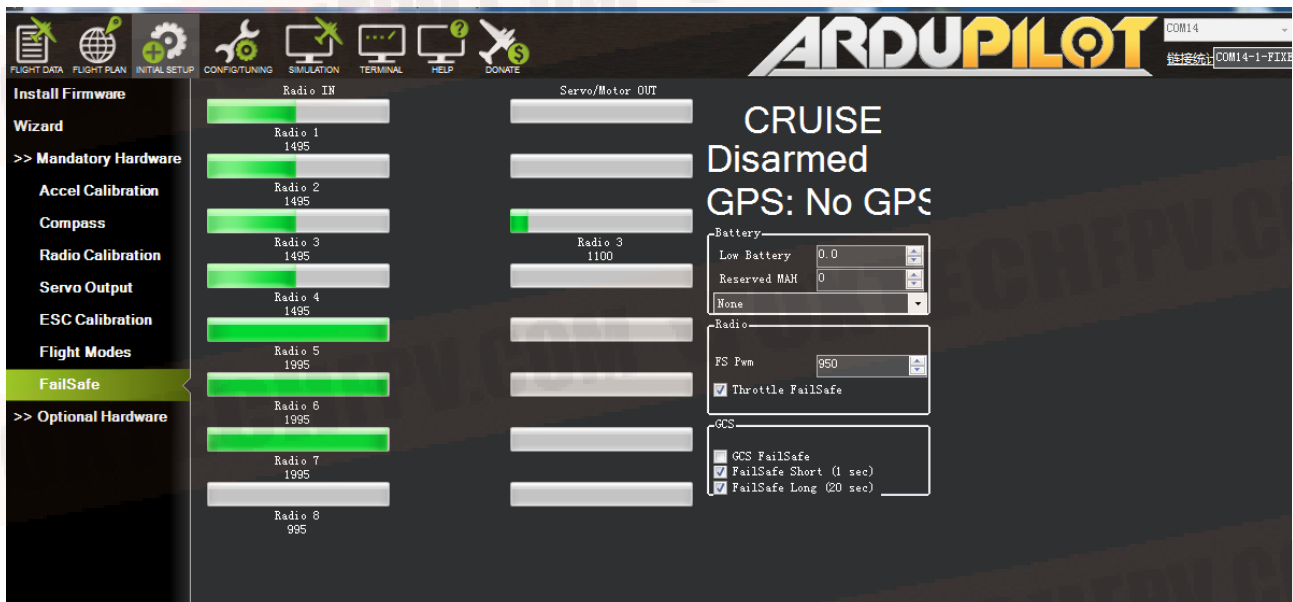 FLIGHT DATA FLIGHT PLAN INITIAL SETUP CONFIG/TUNING SIMULATION TERMINAL HELP DONATE
ARDUPILOT
COM14
链接统计 COM14-1-FIXE
Install Firmware
Wizard
>> Mandatory Hardware
Accel Calibration
Compass
Radio Calibration
Servo Output
ESC Calibration
Flight Modes
FailSafe
>> Optional Hardware
Radio IN
Radio 1
1495
Radio 2
1495
Radio 3
1495
Radio 4
1495
Radio 5
1995
Radio 6
1995
Radio 7
1995
Radio 8
995
Servo/Motor OUT
Radio 3
1100
CRUISE
Disarmed
GPS: No GPS
Battery
Low Battery 0.0
Reserved MAH 0
None
Radio
FS Pwm 950
Throttle FailSafe
GCS
GCS FailSafe
FailSafe Short (1 sec)
FailSafe Long (20 sec)